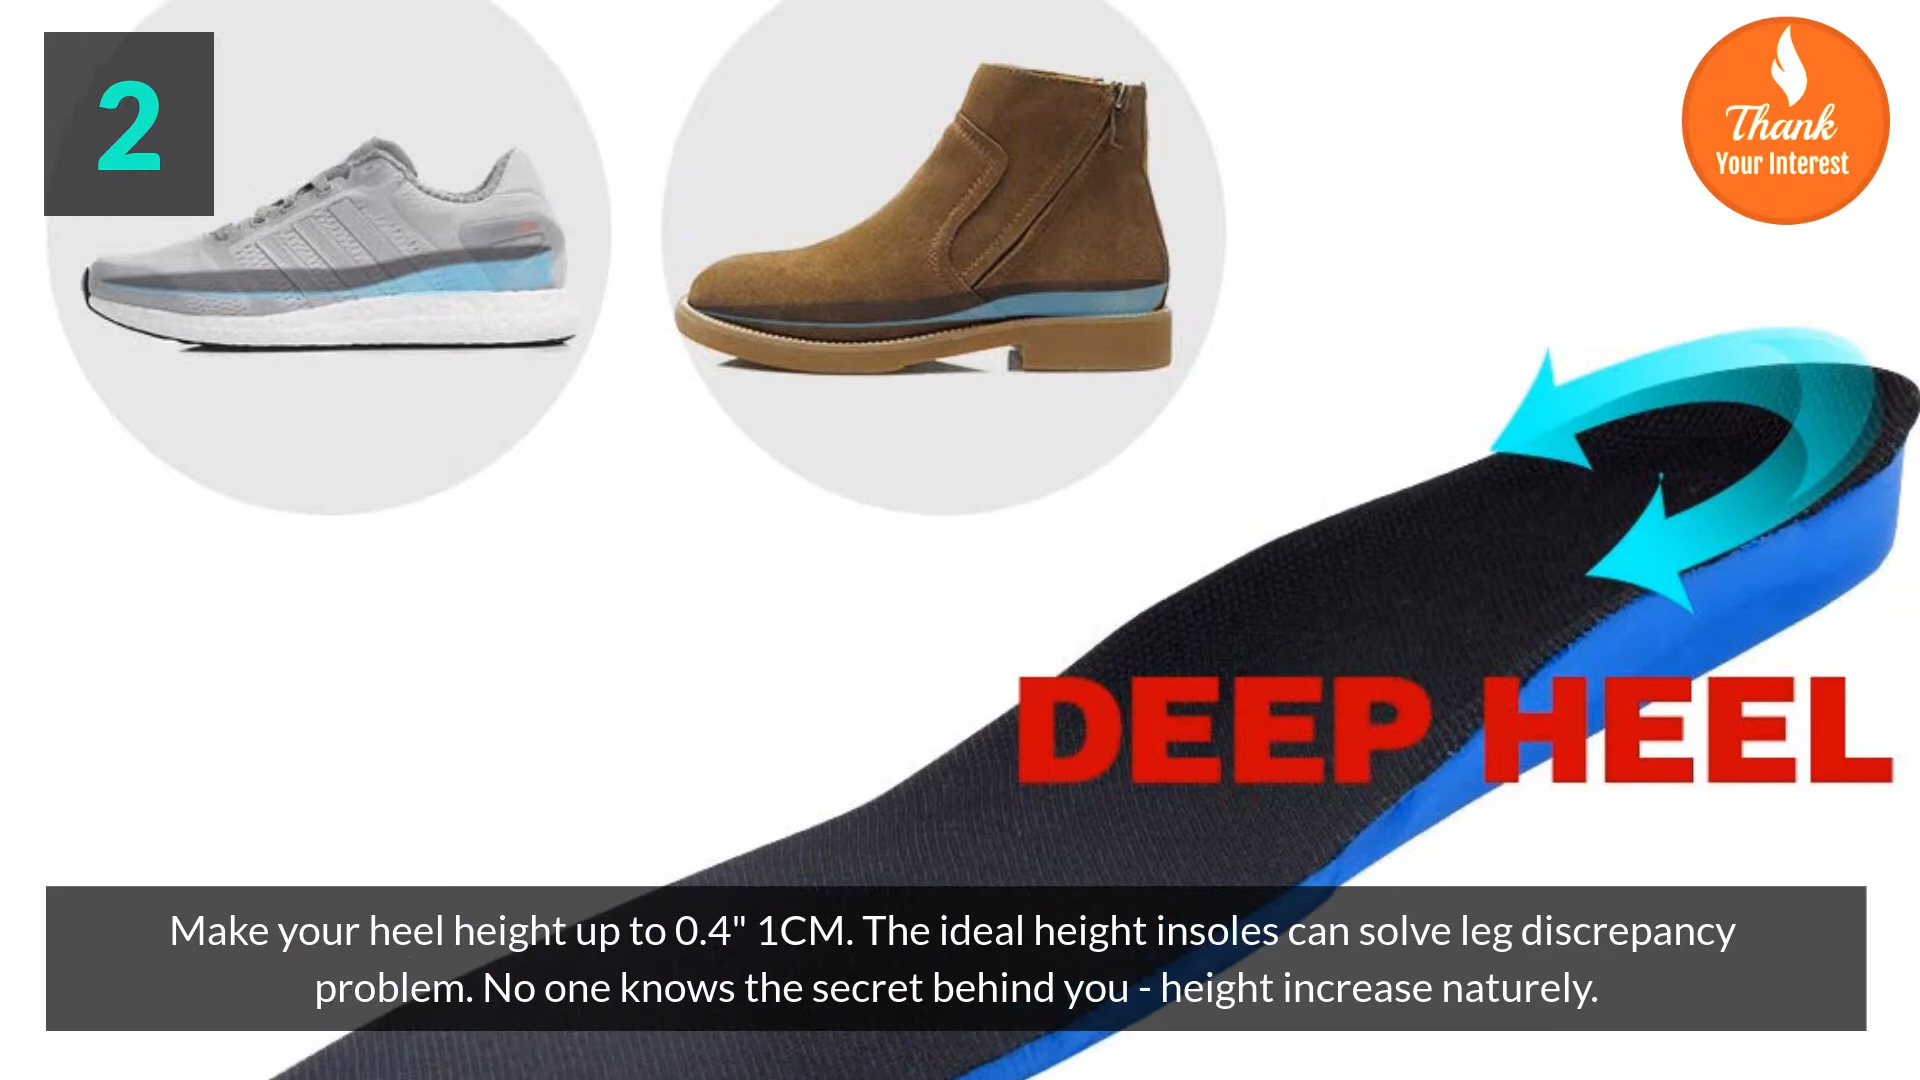 2
Thank
Your Interest
DEEP HEEL
Make your heel height up to 0.4" 1CM. The ideal height insoles can solve leg discrepancy
problem. No one knows the secret behind you - height increase naturely.